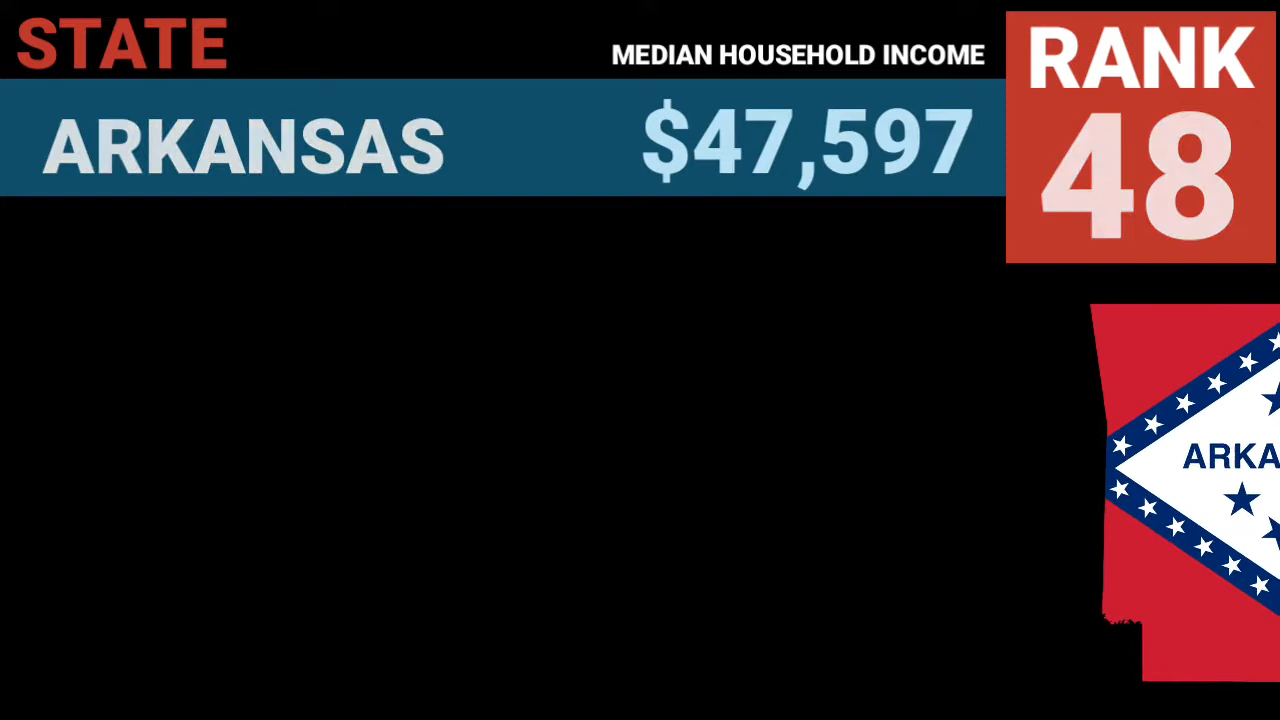 STATE
MEDIAN HOUSEHOLD INCOME
RANK
ARKANSAS
$47,597
48
ARKA